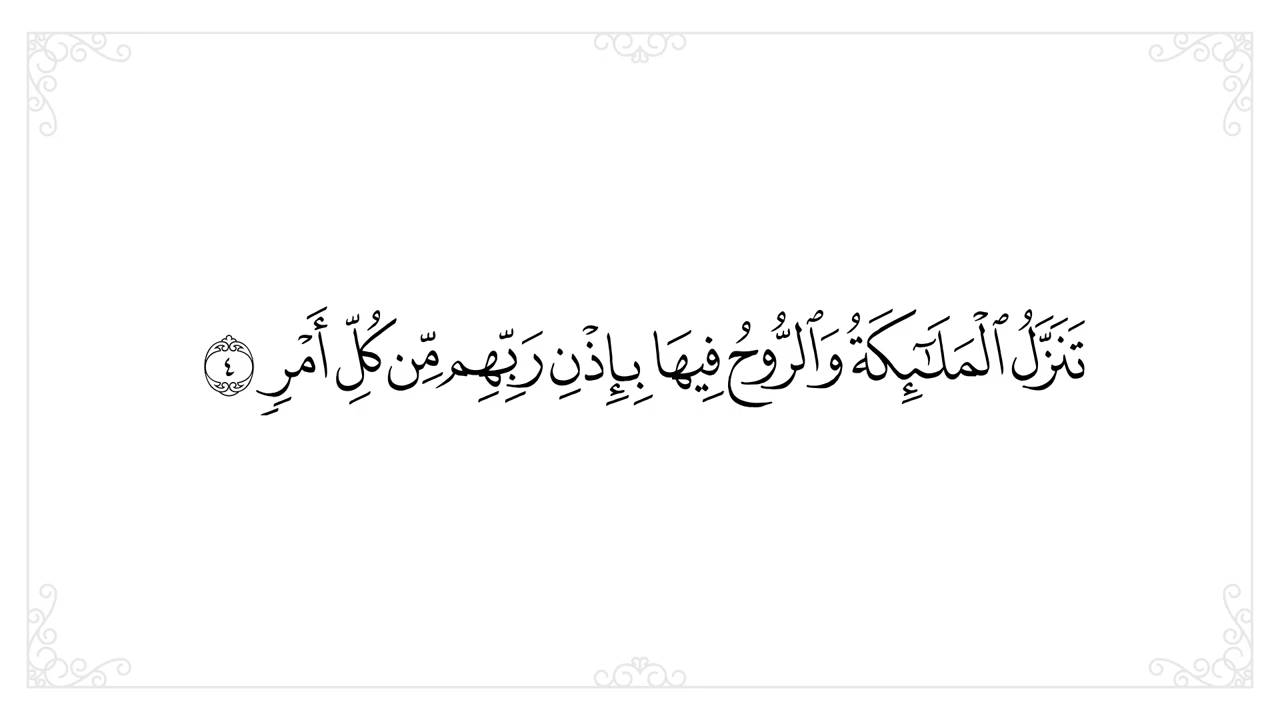 تَنَزَّلُ ٱلْمَلَـٰٓئِكَةُ وَٱلرُّوحُ فِيهَا بِإِذْنِ رَبِّهِم مِّن كُلِّ أَمْرٍۢ ٤